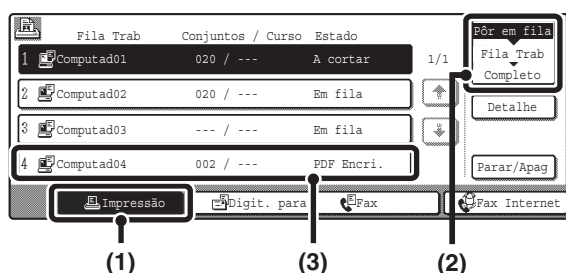 Fila Trab Conjuntos / Curso Estado
1 Computad01 020 / --- A cortar
2 Computad02 020 / --- Em fila
3 Computad03 --- / --- Em fila
4 Computad04 002 / --- PDF Encri.
1/1
Pôr em fila
Fila Trab
Completo
Detalhe
Parar/Apag
Impressão Digit. para Fax Fax Internet
(1) (3) (2)